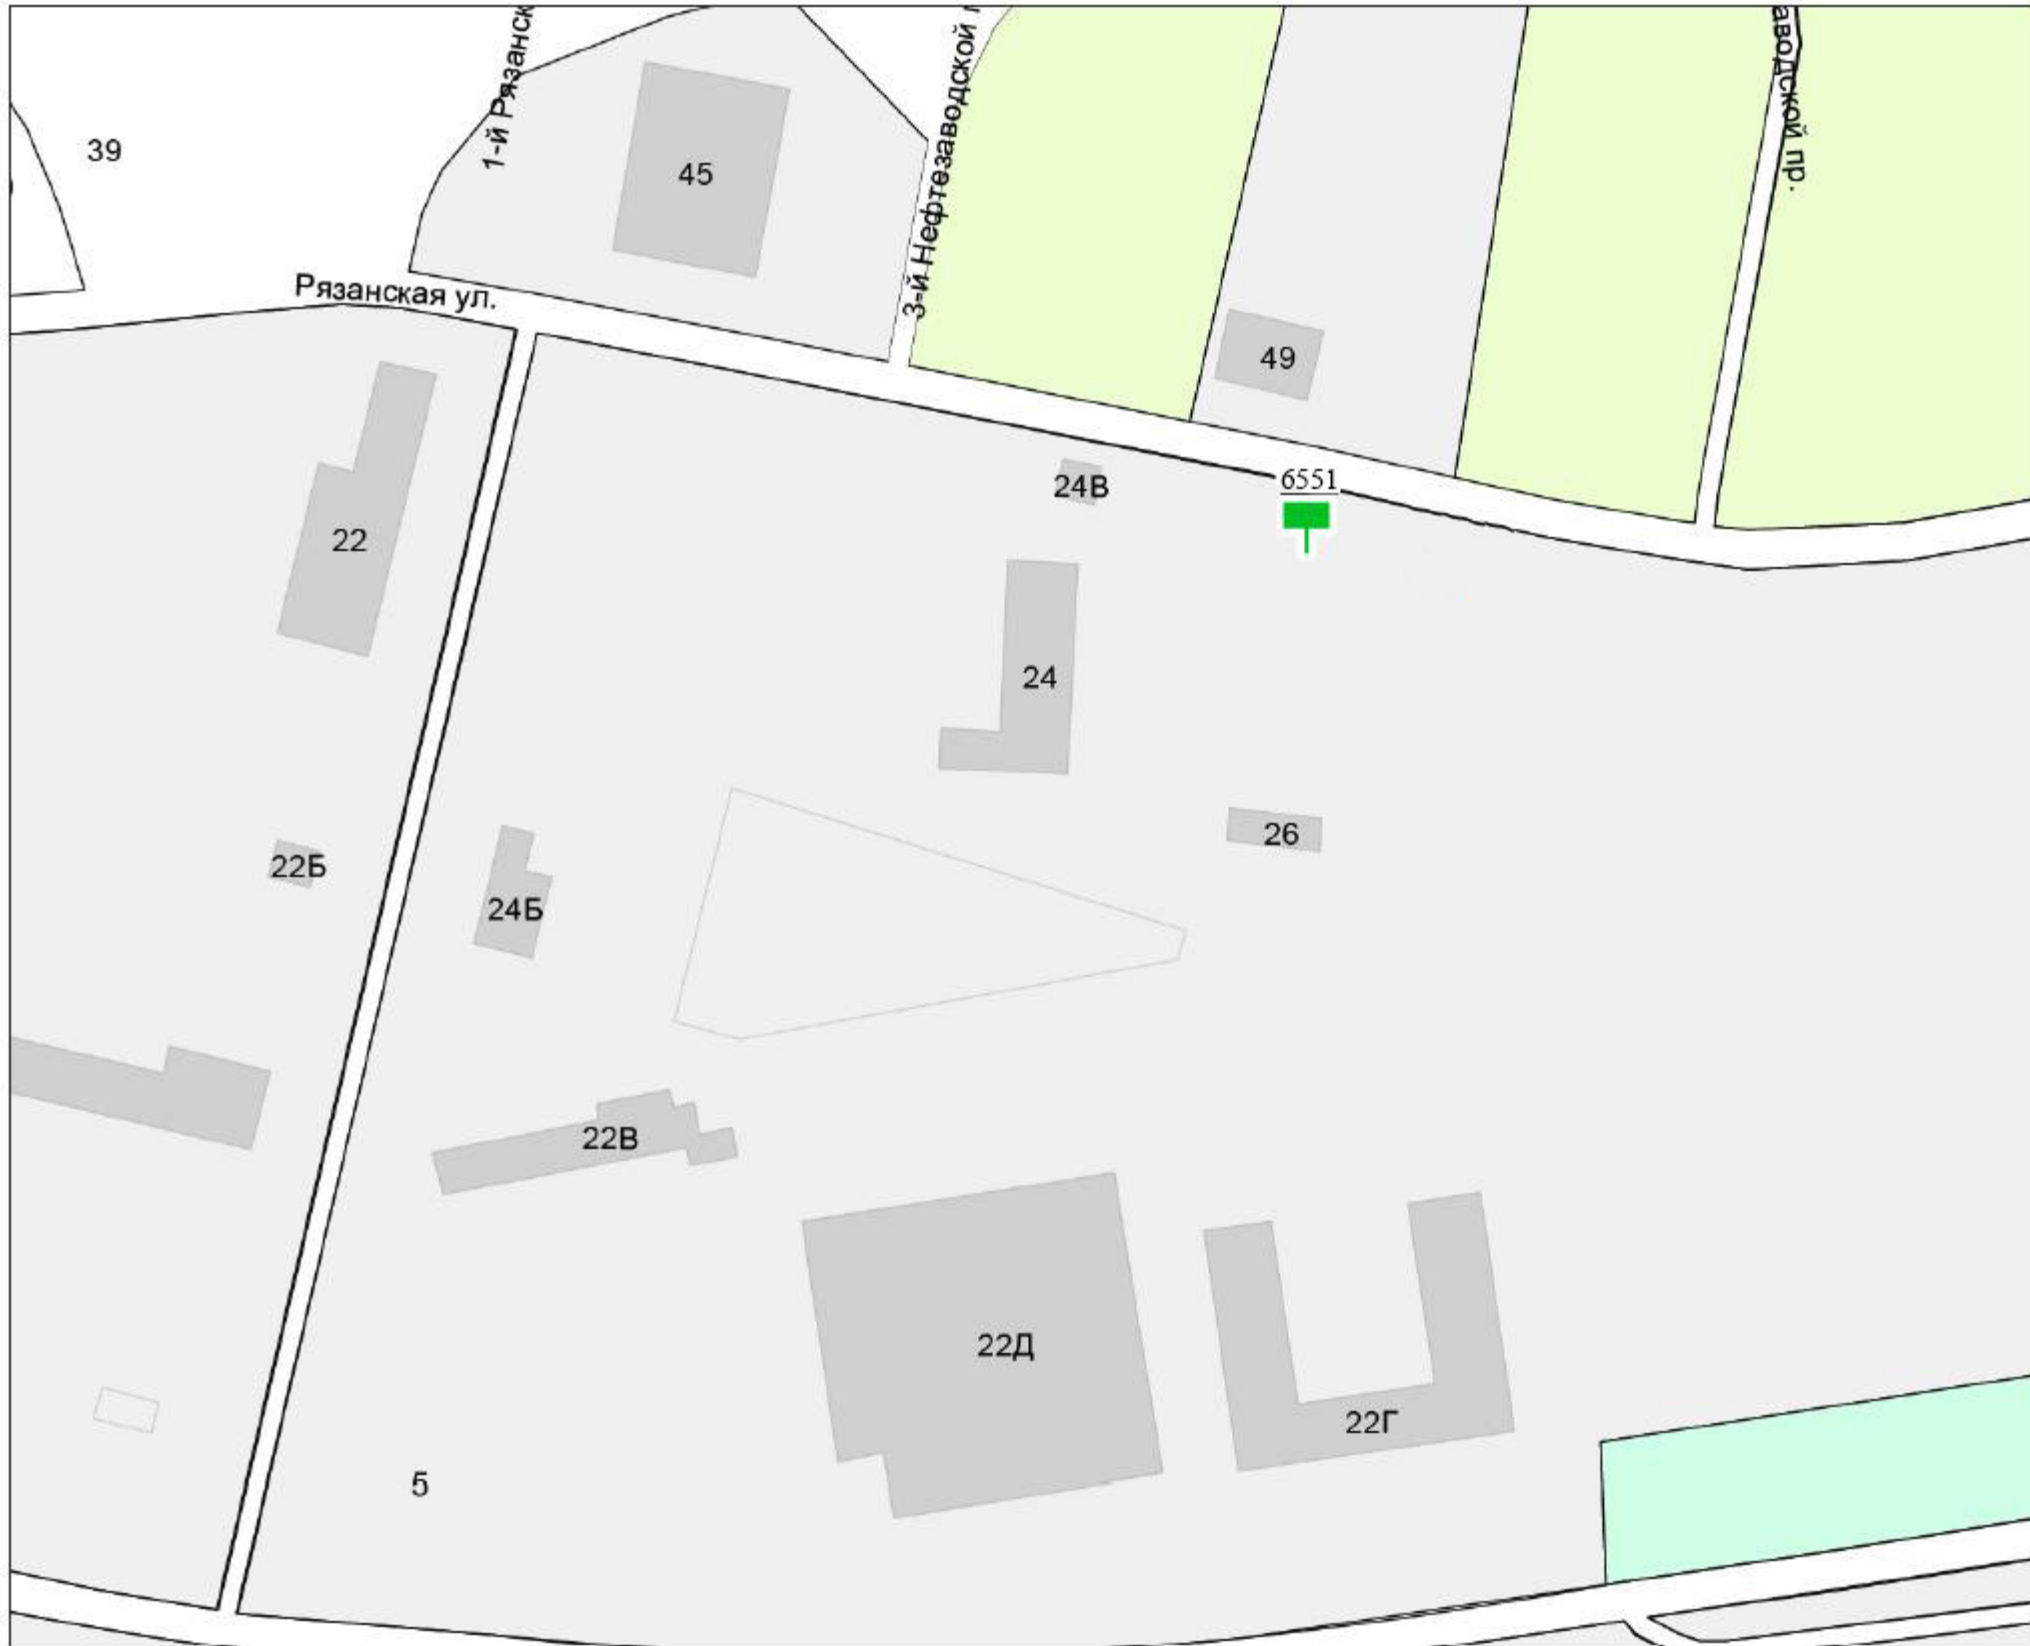 1-й Рязанск
3-й Нефтезаводской п
аводской пр.
39
45
Рязанская ул.
49
6551
24В
22
24
26
22Б
24Б
22В
22Д
22Г
5